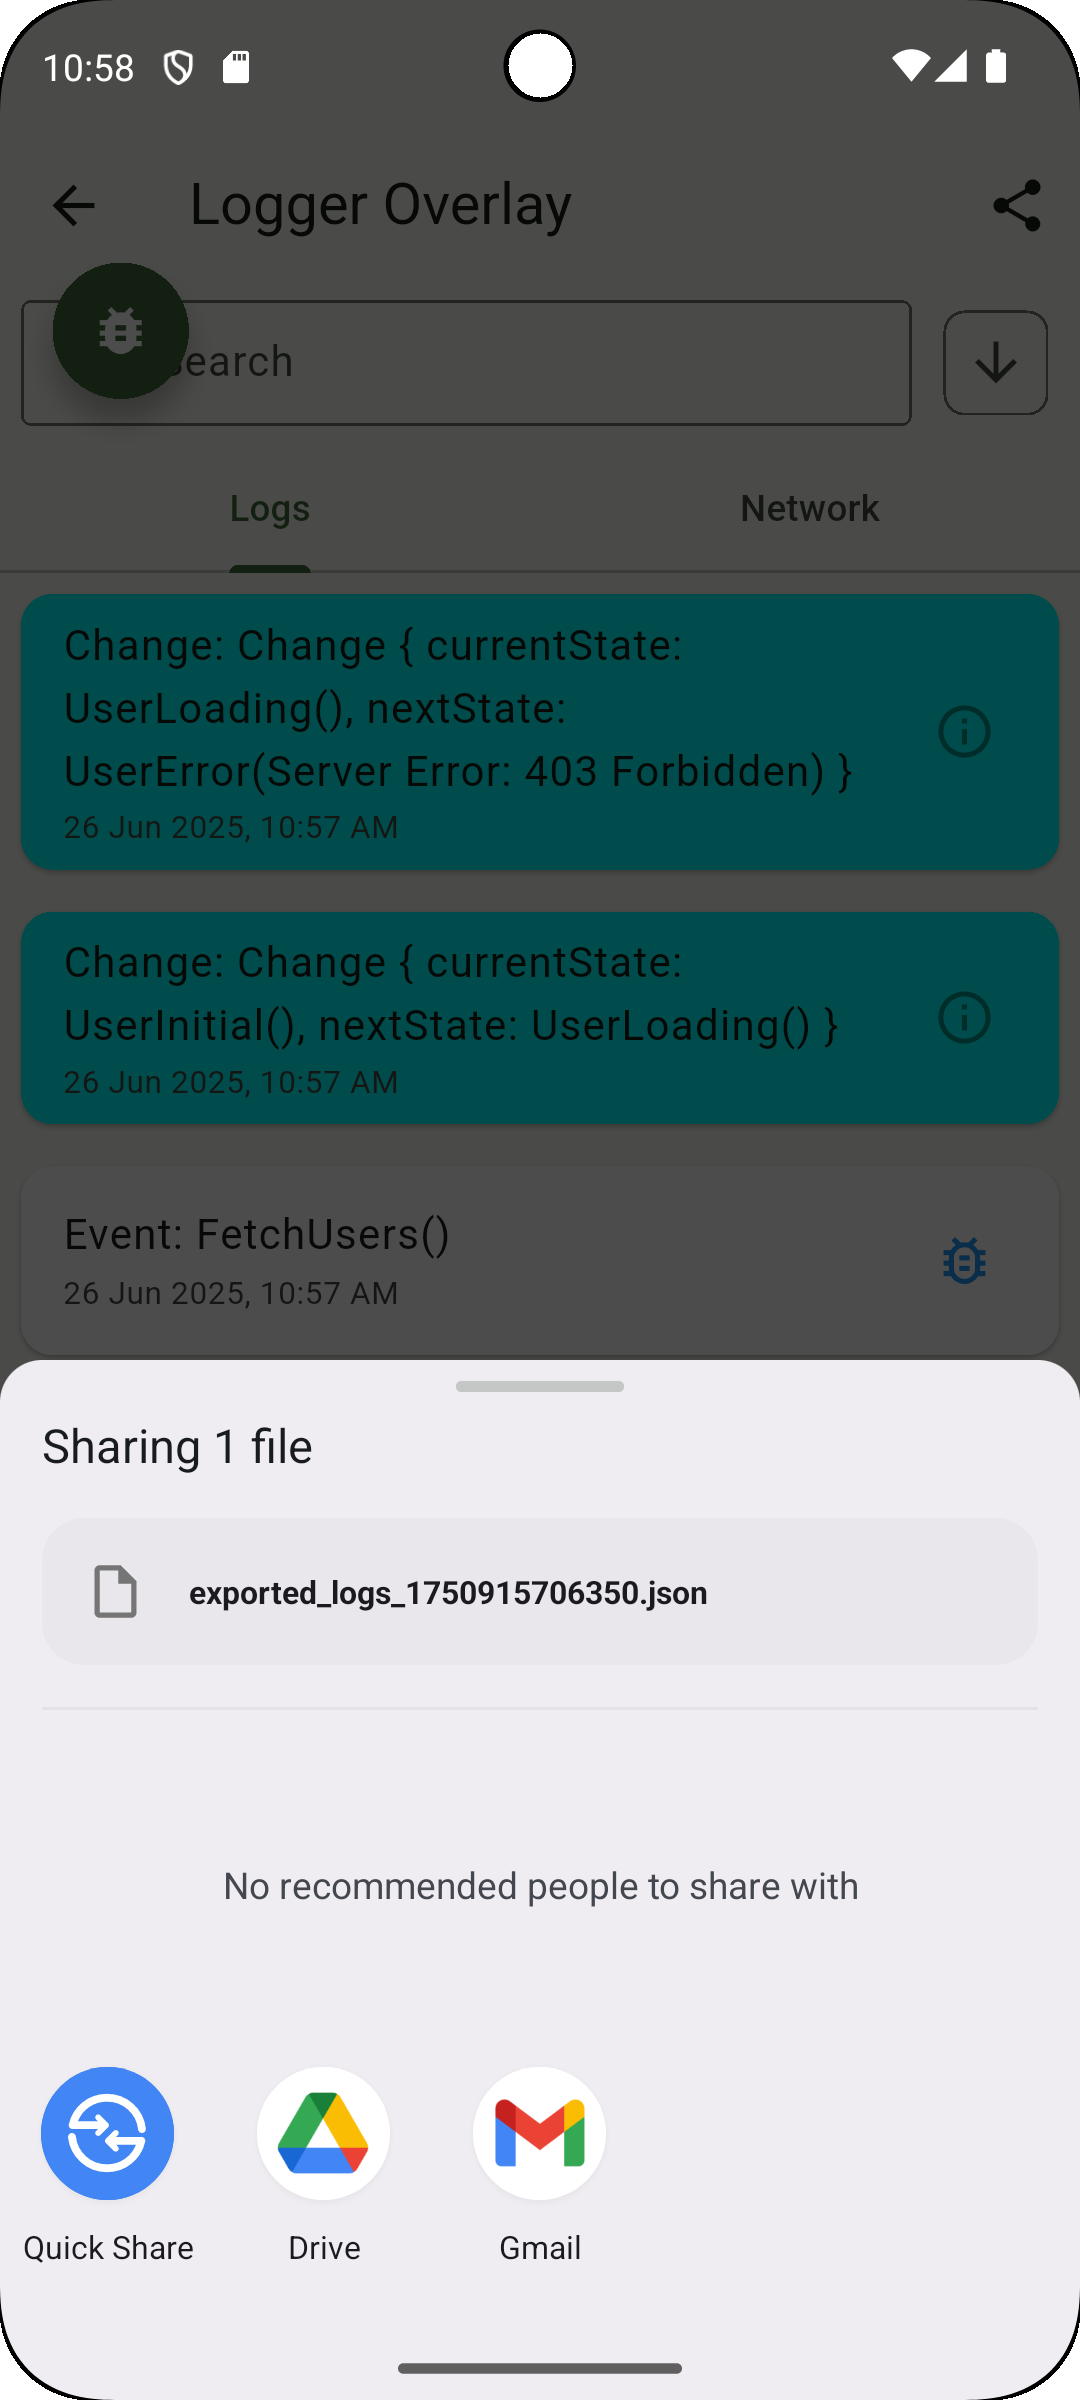 10:58
Logger Overlay
Search
Logs
Network
Change: Change { currentState:
UserLoading(), nextState:
UserError(Server Error: 403 Forbidden) }
26 Jun 2025, 10:57 AM
Change: Change { currentState:
UserInitial(), nextState: UserLoading() }
26 Jun 2025, 10:57 AM
Event: FetchUsers()
26 Jun 2025, 10:57 AM
Sharing 1 file
exported_logs_1750915706350.json
No recommended people to share with
Quick Share
Drive
Gmail